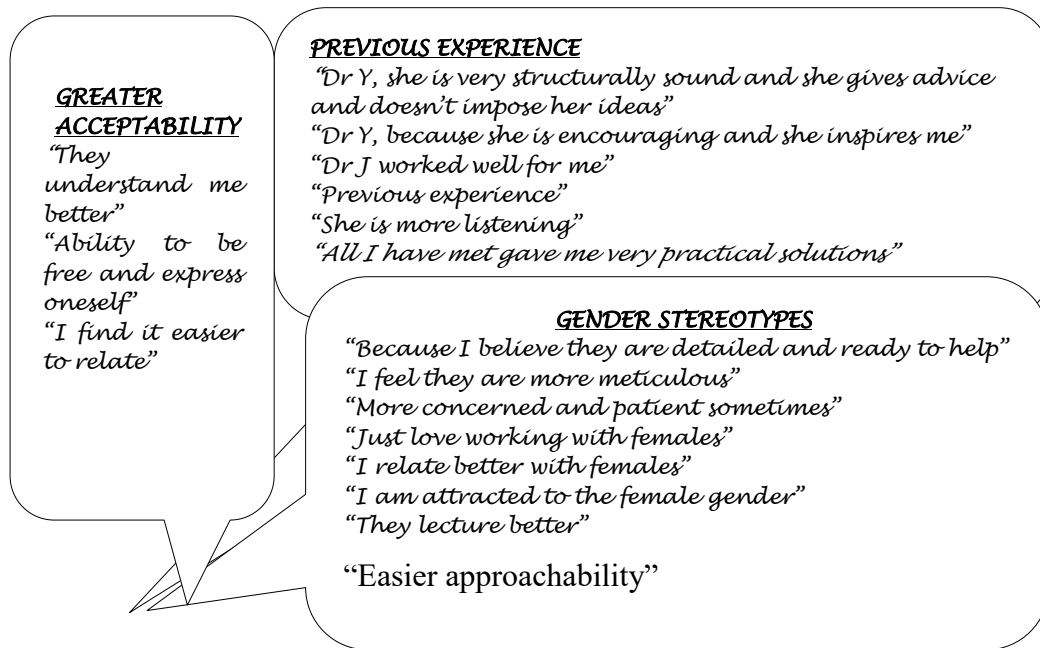 GREATER
ACCEPTABILITY
“They
understand me
better”
“Ability to be
free and express
oneself”
“I find it easier
to relate”
PREVIOUS EXPERIENCE
“Dr Y, she is very structurally sound and she gives advice
and doesn’t impose her ideas”
“Dr Y, because she is encouraging and she inspires me”
“Dr J worked well for me”
“Previous experience”
“She is more listening”
“All I have met gave me very practical solutions”
GENDER STEREOTYPES
“Because I believe they are detailed and ready to help”
“I feel they are more meticulous”
“More concerned and patient sometimes”
“Just love working with females”
“I relate better with females”
“I am attracted to the female gender”
“They lecture better”
“Easier approachability”